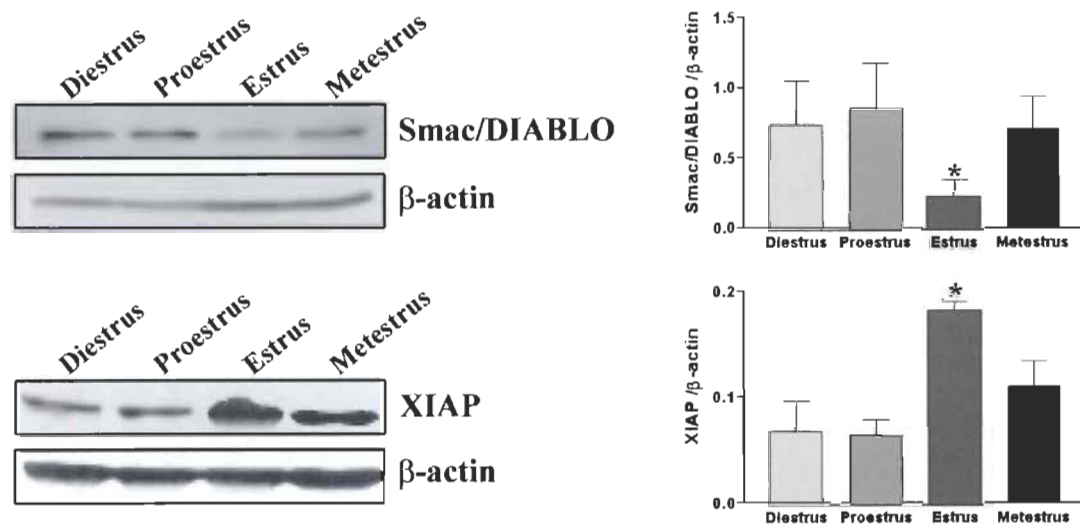 Diestrus Proestrus Estrus Metestrus
Smac/DIABLO
β-actin
Smac/DIABLO /β-actin
1.5
1.0
0.5
0.0
*
Diestrus Proestrus Estrus Metestrus
Diestrus Proestrus Estrus Metestrus
XIAP
β-actin
XIAP /β-actin
0.2
0.1
0.0
*
Diestrus Proestrus Estrus Metestrus